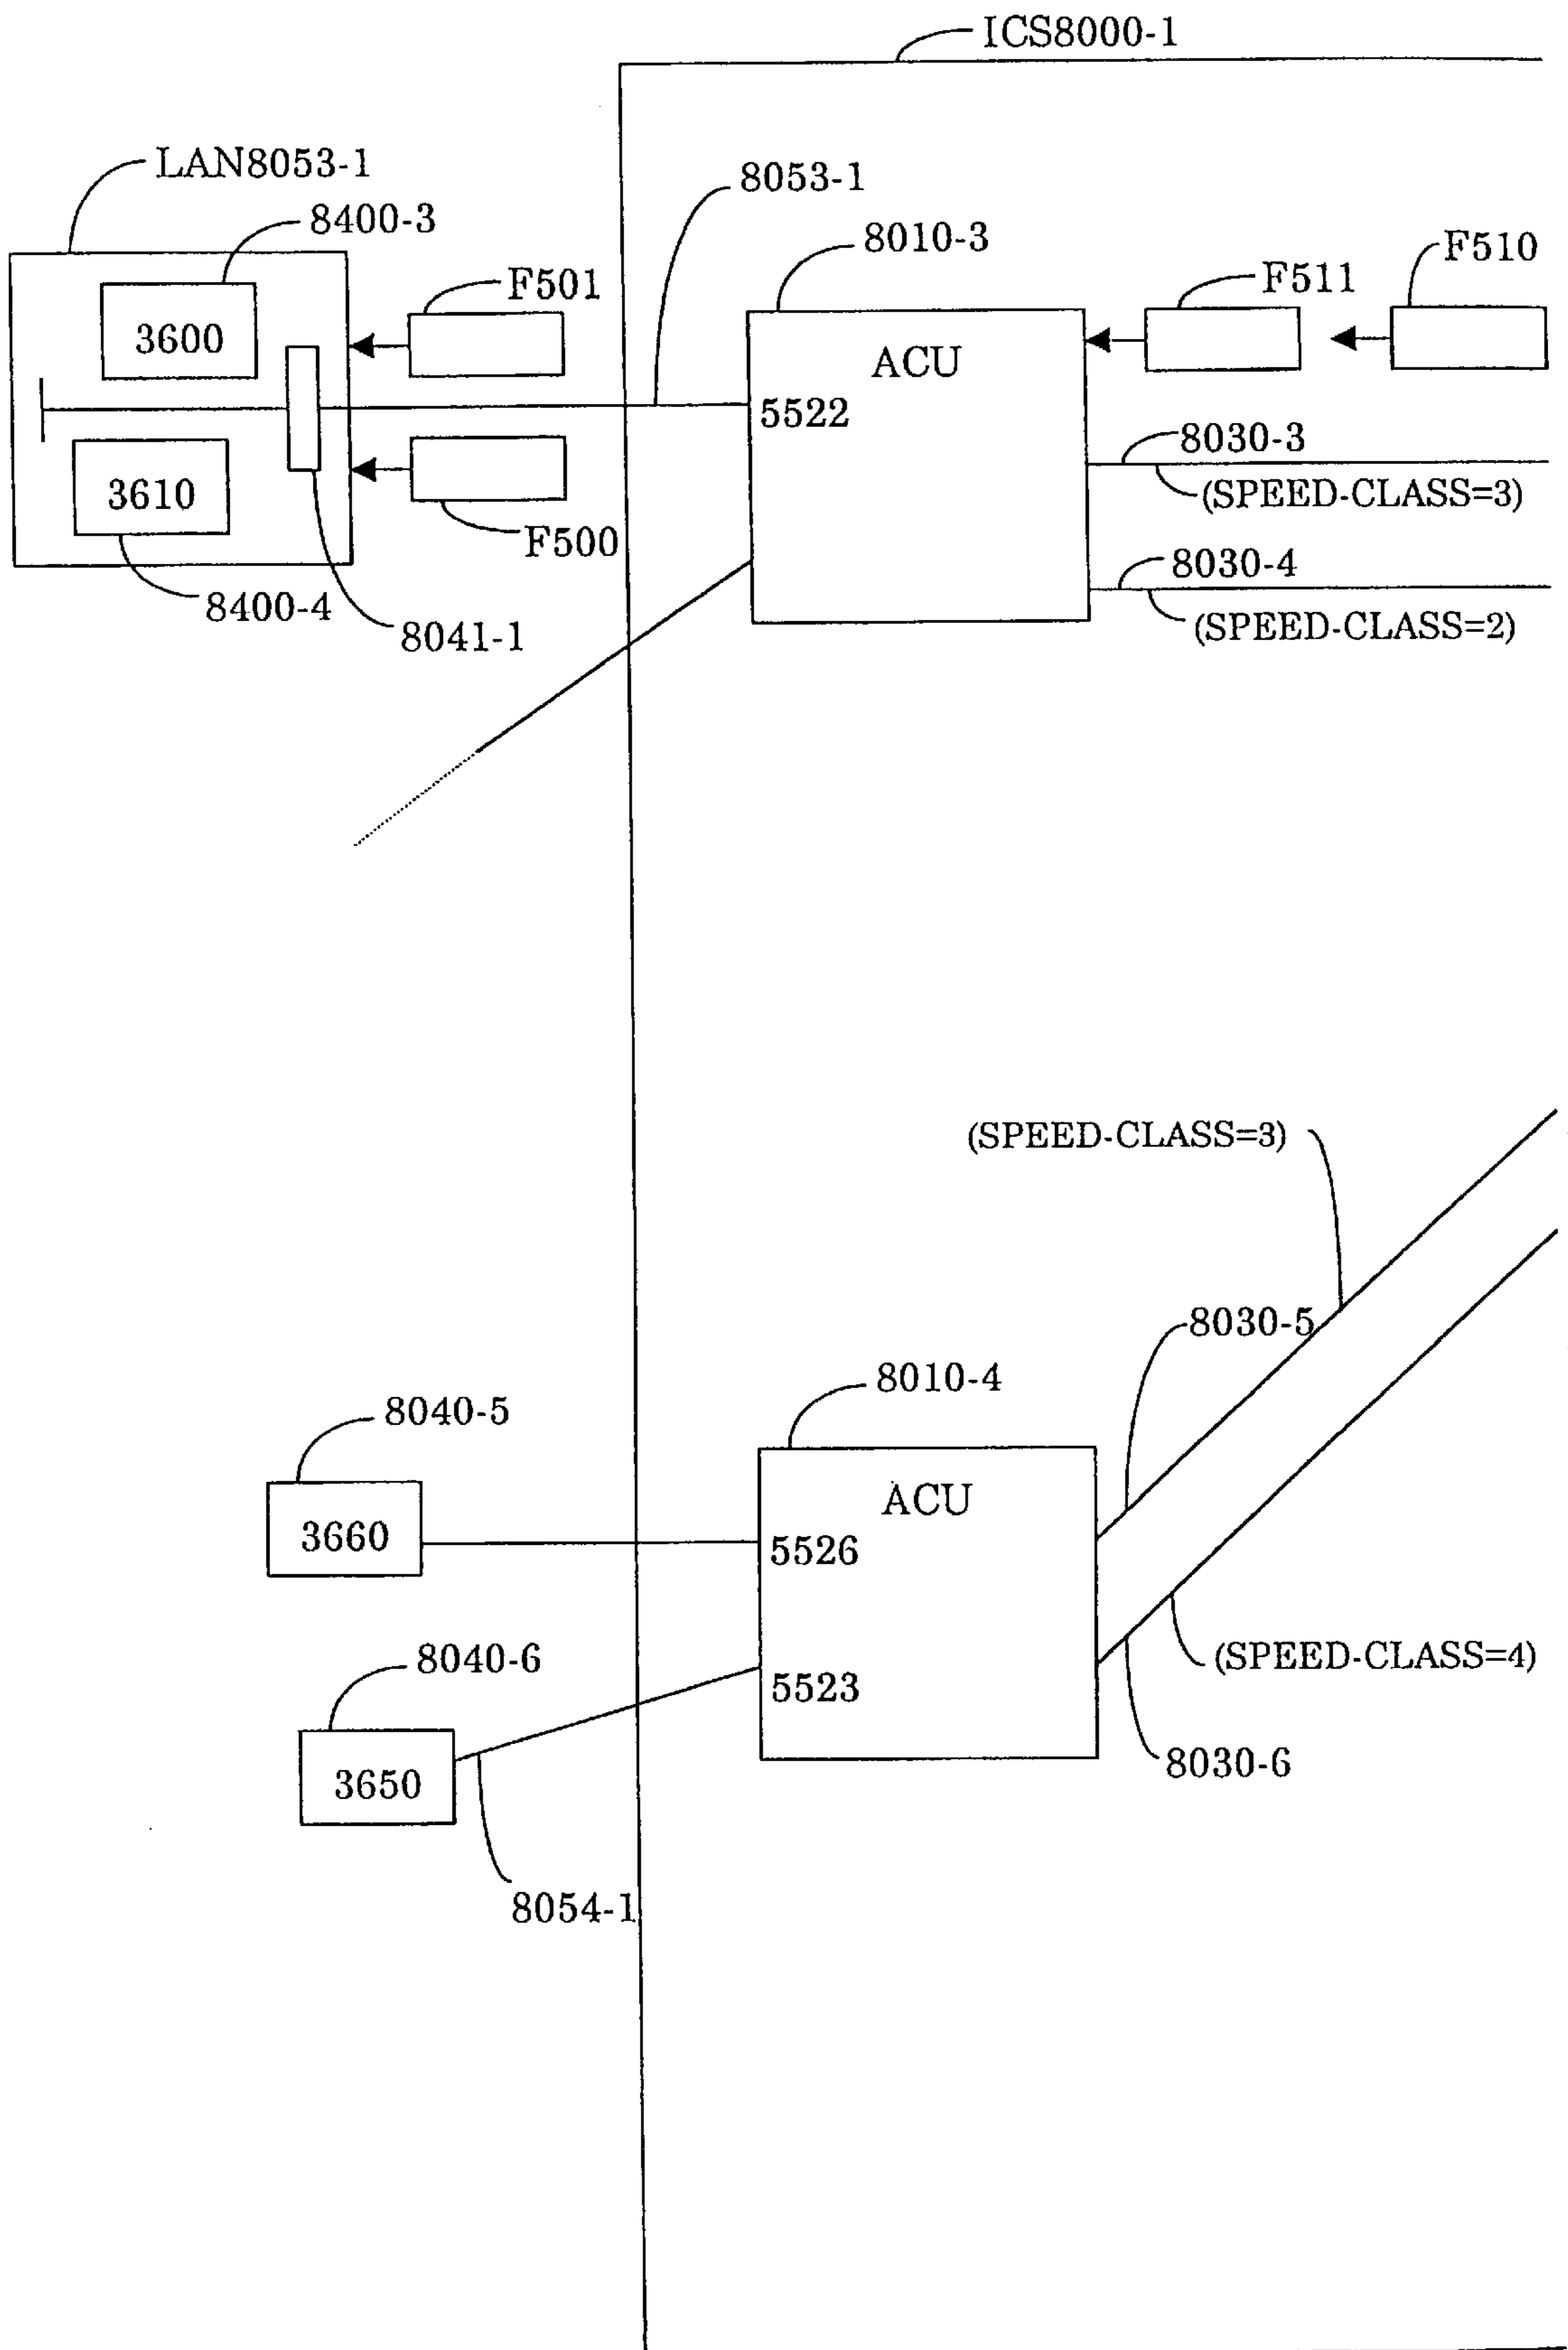 ICS8000-1
LAN8053-1
8053-1
8400-3
8010-3
F510
F501
F511
3600
ACU
5522
8030-3
3610
(SPEED-CLASS=3)
F500
8030-4
8400-4
8041-1
(SPEED-CLASS=2)
(SPEED-CLASS=3)
8030-5
8010-4
8040-5
ACU
3660
5526
8040-6
(SPEED-CLASS=4)
5523
8030-6
3650
8054-1